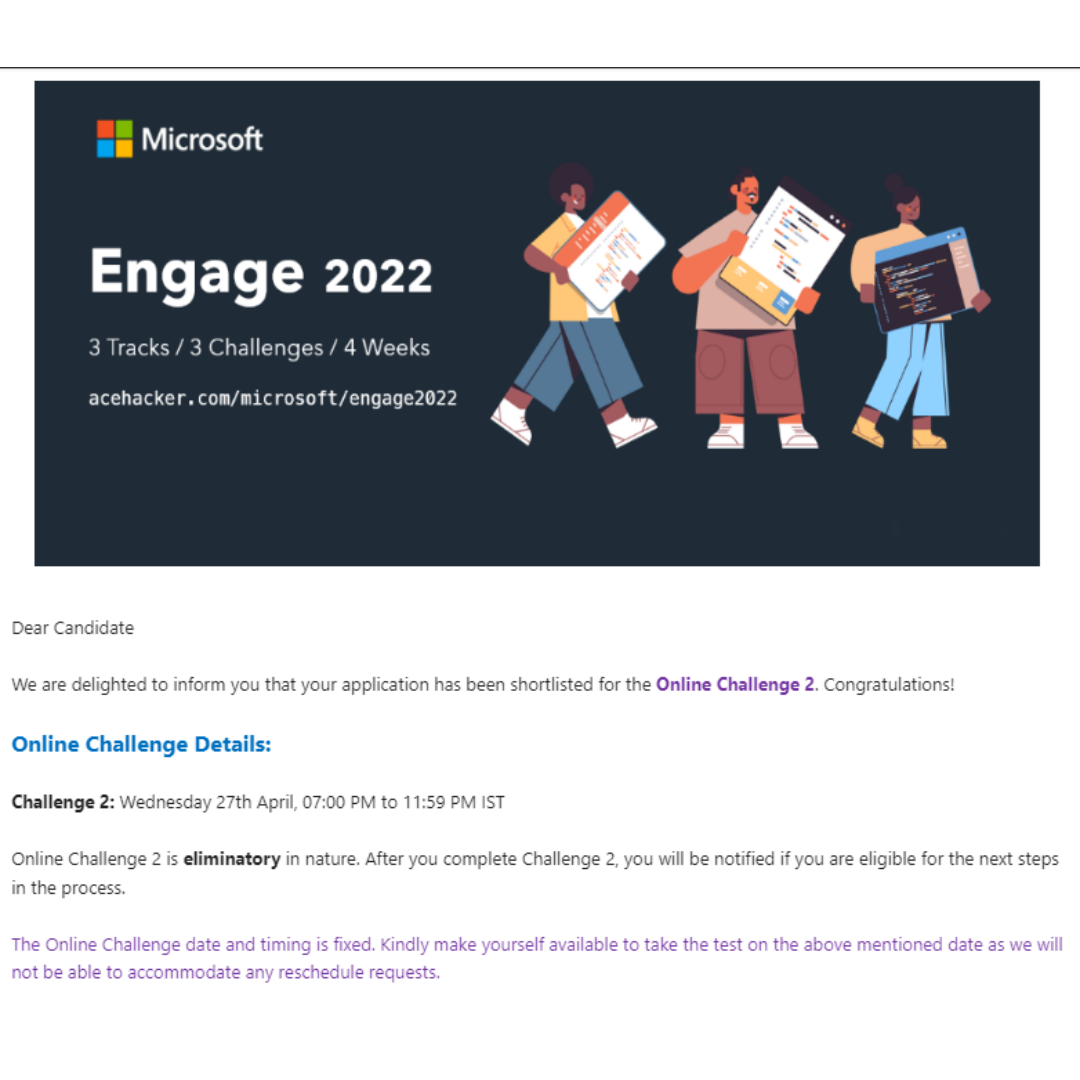 Microsoft
Engage 2022
3 Tracks / 3 Challenges / 4 Weeks
acehacker.com/microsoft/engage2022
Dear Candidate
We are delighted to inform you that your application has been shortlisted for the Online Challenge 2. Congratulations!
Online Challenge Details:
Challenge 2: Wednesday 27th April, 07:00 PM to 11:59 PM IST
Online Challenge 2 is eliminatory in nature. After you complete Challenge 2, you will be notified if you are eligible for the next steps
in the process.
The Online Challenge date and timing is fixed. Kindly make yourself available to take the test on the above mentioned date as we will
not be able to accommodate any reschedule requests.